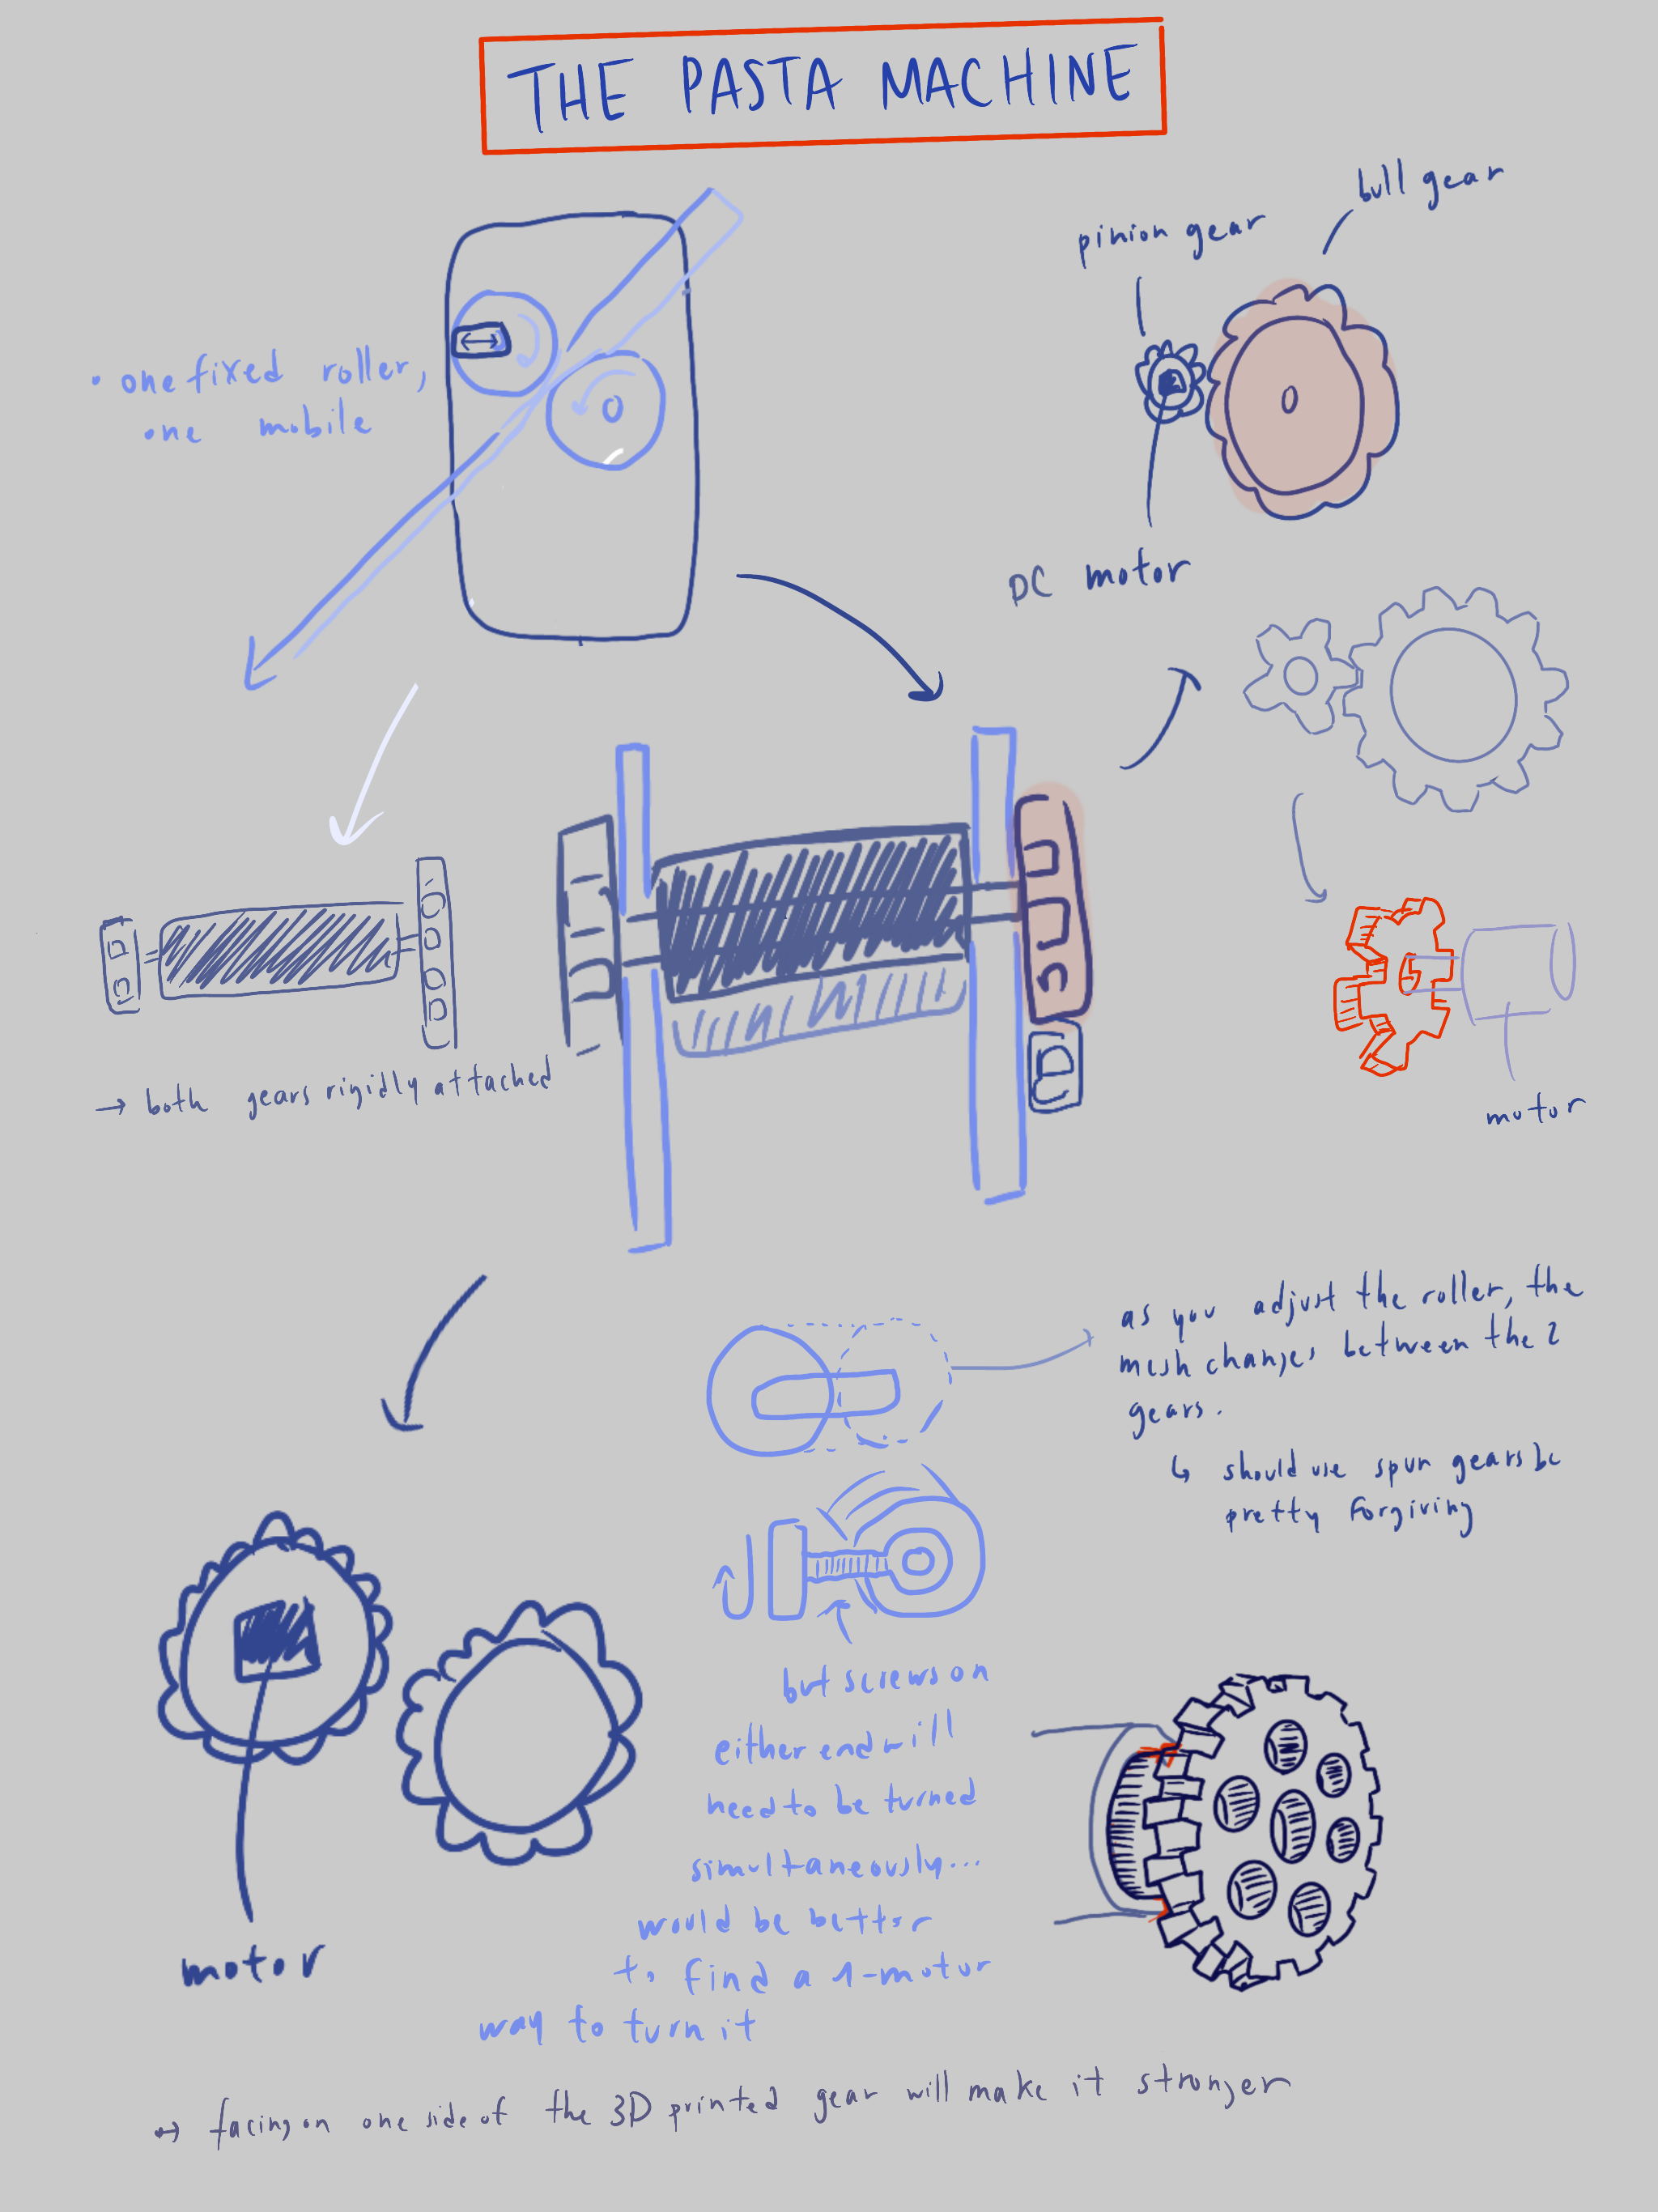 THE PASTA MACHINE
bull gear
pinion gear
• one fixed roller,
one mobile
DC motor
→ both gears rigidly attached
motor
as you adjust the roller, the
mesh changes between the 2
gears.
↳ should use spur gears bc
pretty forgiving
but screws on
either end will
need to be turned
simultaneously...
would be better
to find a 1-motor
way to turn it
motor
→ facing on one side of the 3D printed gear will make it stronger